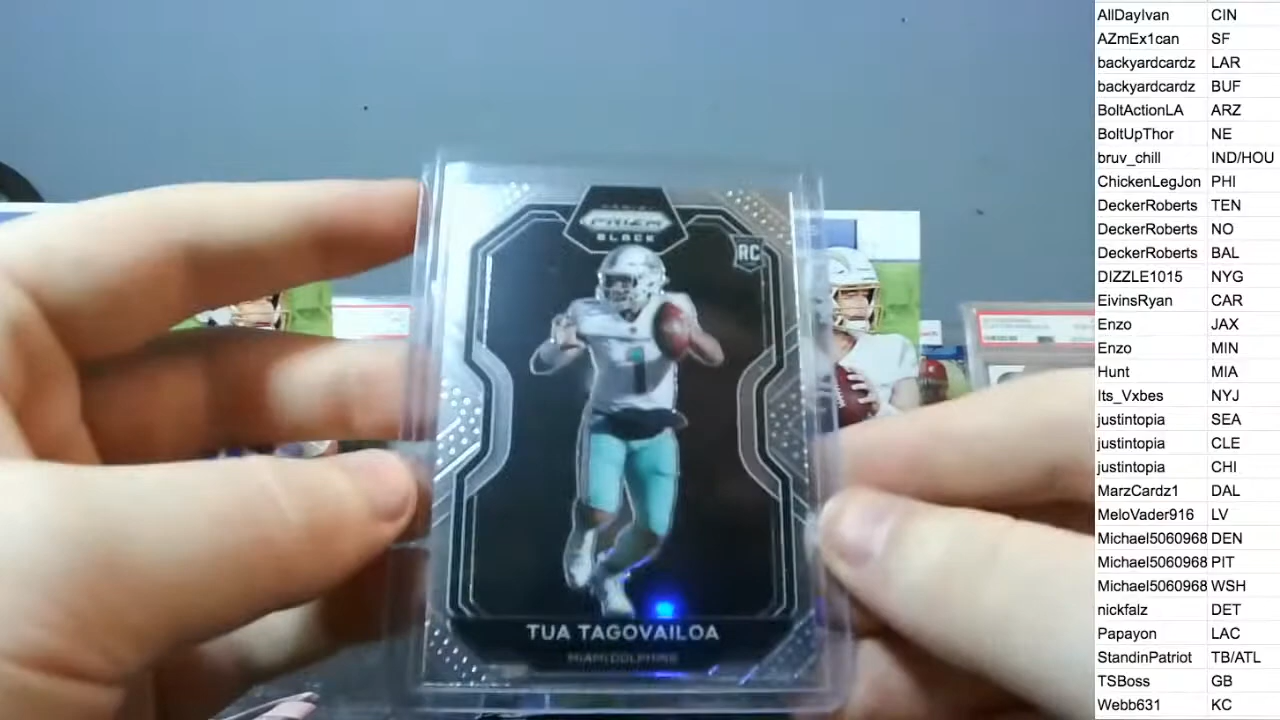 PANINI
PRIZM
BLACK
RC
1
TUA TAGOVAILOA
MIAMI DOLPHINS
AllDayIvan CIN
AZmEx1can SF
backyardcardz LAR
backyardcardz BUF
BoltActionLA ARZ
BoltUpThor NE
bruv_chill IND/HOU
ChickenLegJon PHI
DeckerRoberts TEN
DeckerRoberts NO
DeckerRoberts BAL
DIZZLE1015 NYG
EivinsRyan CAR
Enzo JAX
Enzo MIN
Hunt MIA
Its_Vxbes NYJ
justintopia SEA
justintopia CLE
justintopia CHI
MarzCardz1 DAL
MeloVader916 LV
Michael5060968 DEN
Michael5060968 PIT
Michael5060968 WSH
nickfalz DET
Papayon LAC
StandinPatriot TB/ATL
TSBoss GB
Webb631 KC